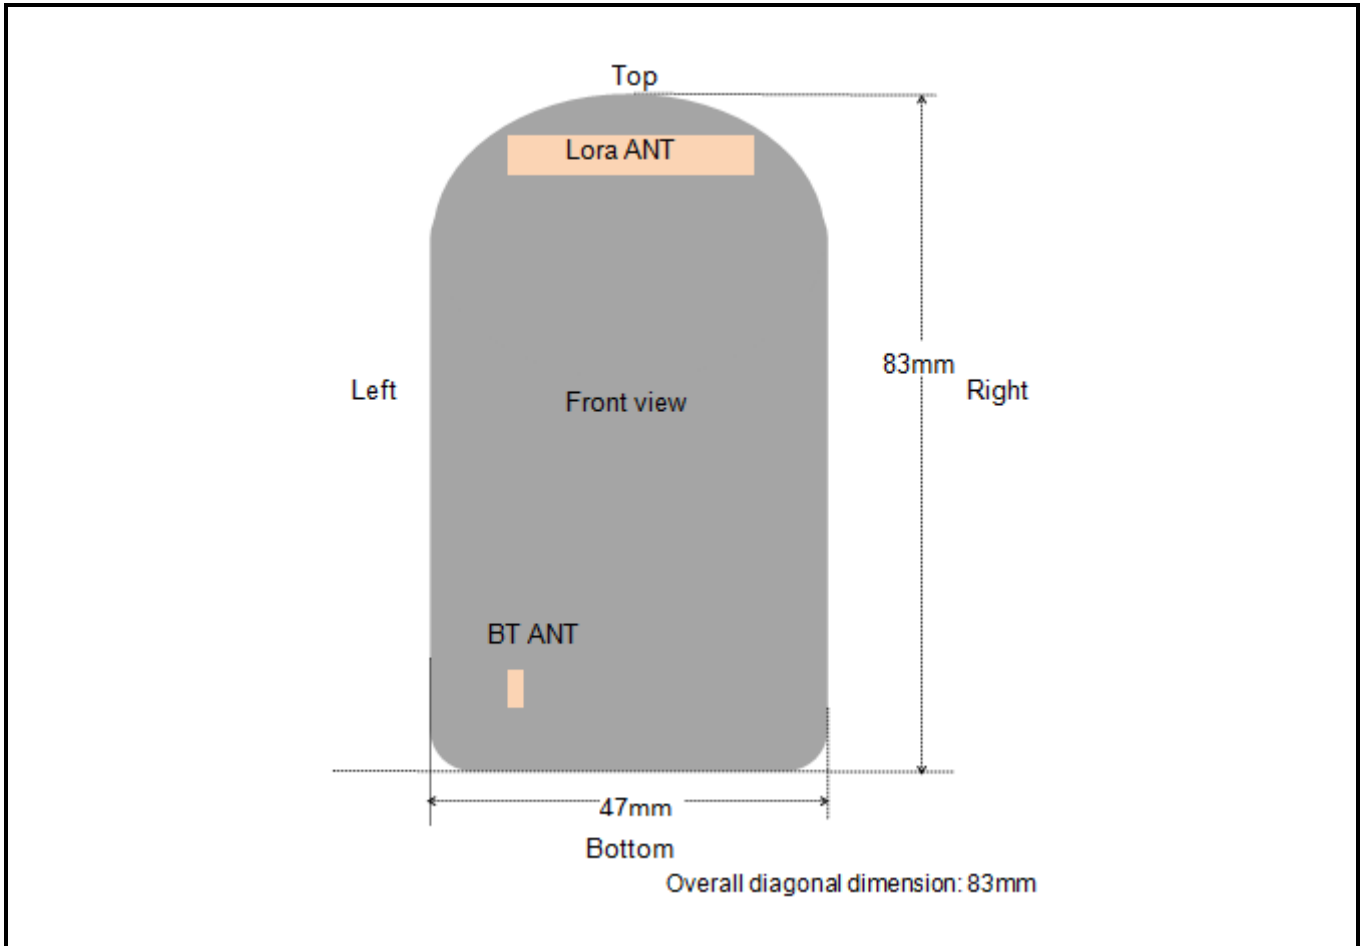 Top
Lora ANT
83mm
Left
Right
Front view
BT ANT
47mm
Bottom
Overall diagonal dimension: 83mm